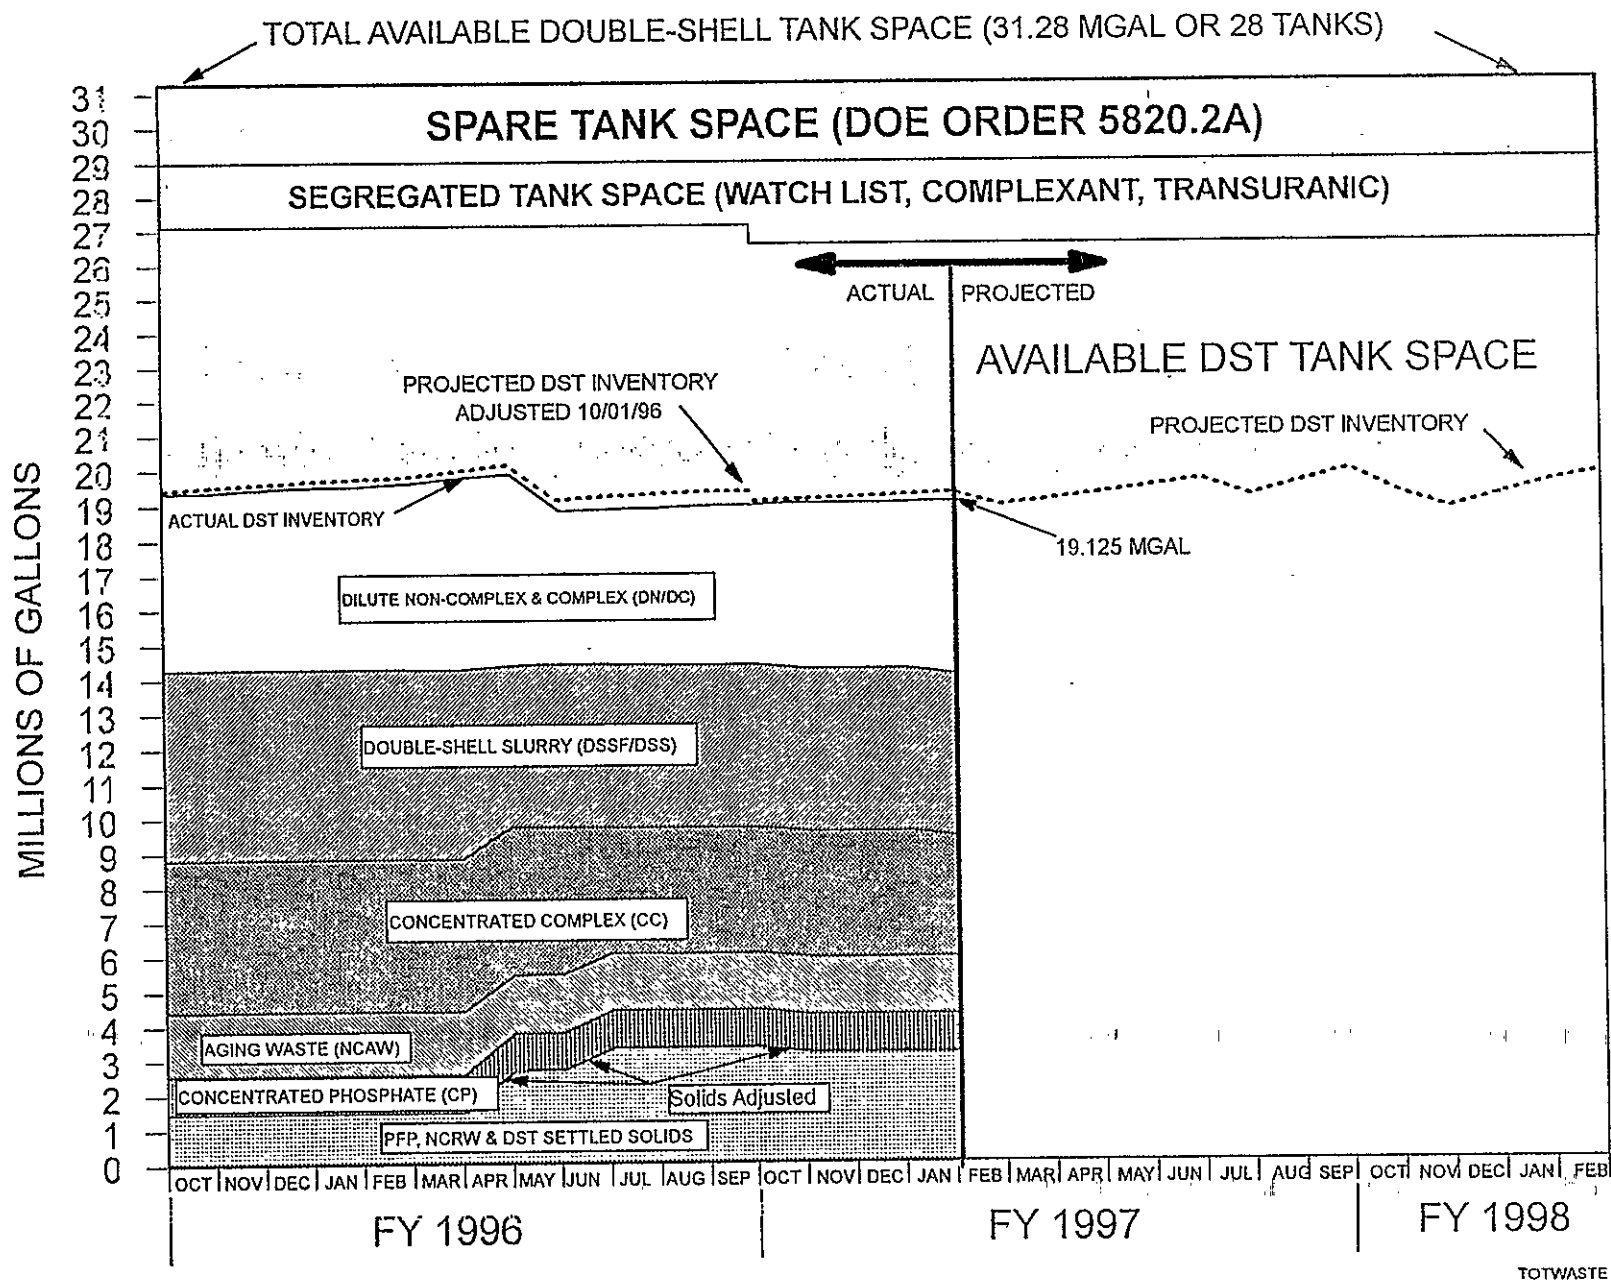 TOTAL AVAILABLE DOUBLE-SHELL TANK SPACE (31.28 MGAL OR 28 TANKS)
SPARE TANK SPACE (DOE ORDER 5820.2A)
SEGREGATED TANK SPACE (WATCH LIST, COMPLEXANT, TRANSURANIC)
ACTUAL PROJECTED
AVAILABLE DST TANK SPACE
PROJECTED DST INVENTORY
ADJUSTED 10/01/96
PROJECTED DST INVENTORY
ACTUAL DST INVENTORY
19.125 MGAL
DILUTE NON-COMPLEX & COMPLEX (DN/DC)
DOUBLE-SHELL SLURRY (DSSF/DSS)
CONCENTRATED COMPLEX (CC)
AGING WASTE (NCAW)
CONCENTRATED PHOSPHATE (CP)
Solids Adjusted
PFP, NCRW & DST SETTLED SOLIDS
MILLIONS OF GALLONS
31
30
29
28
27
26
25
24
23
22
21
20
19
18
17
16
15
14
13
12
11
10
9
8
7
6
5
4
3
2
1
0
OCT NOV DEC JAN FEB MAR APR MAY JUN JUL AUG SEP OCT NOV DEC JAN FEB MAR APR MAY JUN JUL AUG SEP OCT NOV DEC JAN FEB
FY 1996 FY 1997 FY 1998
TOTWASTE